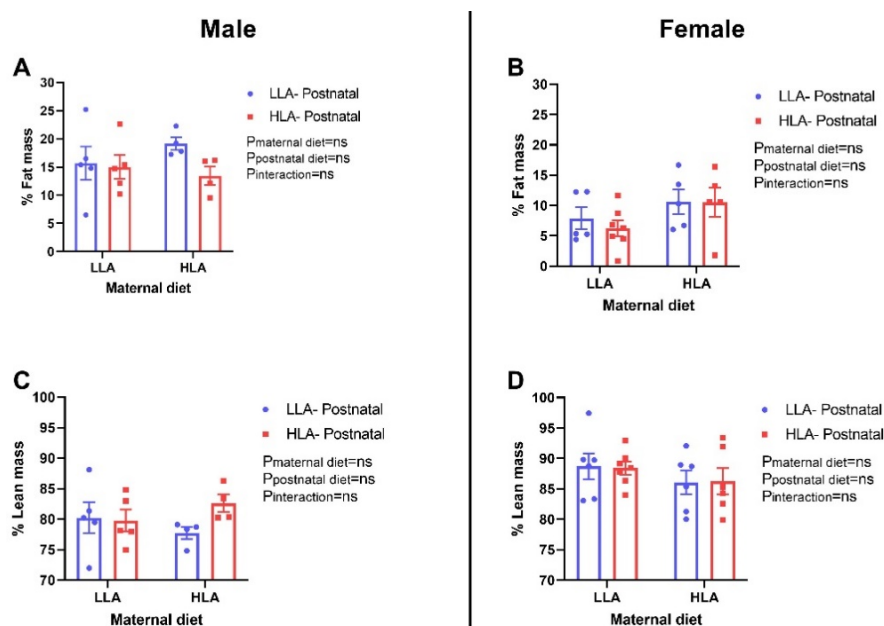 Male
Female
A
30
25
20
15
10
5
0
% Fat mass
LLA
HLA
Maternal diet
LLA- Postnatal
HLA- Postnatal
Pmaternal diet=ns
Ppostnatal diet=ns
Pinteraction=ns
B
30
25
20
15
10
5
0
% Fat mass
LLA
HLA
Maternal diet
LLA- Postnatal
HLA- Postnatal
Pmaternal diet=ns
Ppostnatal diet=ns
Pinteraction=ns
C
100
95
90
85
80
75
70
% Lean mass
LLA
HLA
Maternal diet
LLA- Postnatal
HLA- Postnatal
Pmaternal diet=ns
Ppostnatal diet=ns
Pinteraction=ns
D
100
95
90
85
80
75
70
% Lean mass
LLA
HLA
Maternal diet
LLA- Postnatal
HLA- Postnatal
Pmaternal diet=ns
Ppostnatal diet=ns
Pinteraction=ns